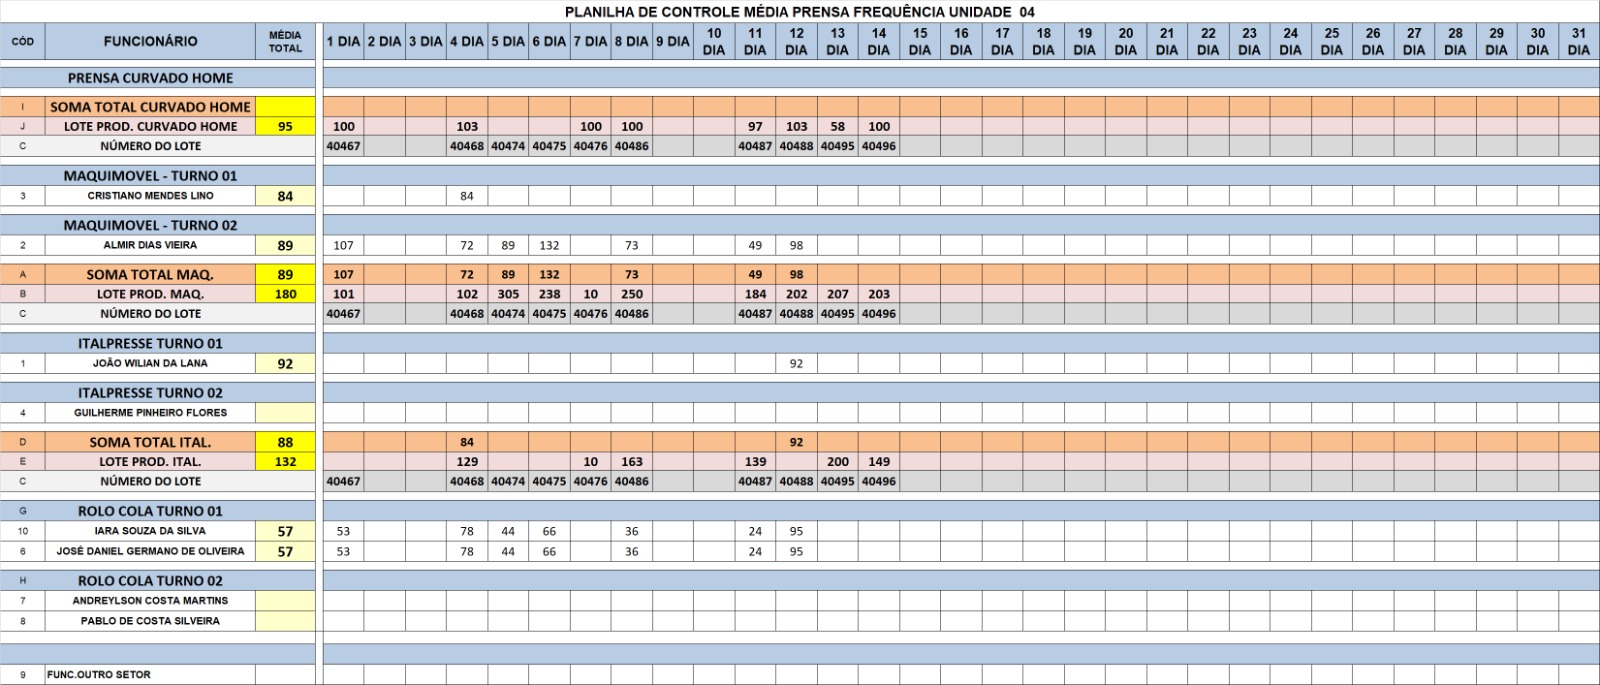 PLANILHA DE CONTROLE MÉDIA PRENSA FREQUÊNCIA UNIDADE 04
CÓD FUNCIONÁRIO MÉDIA TOTAL 1 DIA 2 DIA 3 DIA 4 DIA 5 DIA 6 DIA 7 DIA 8 DIA 9 DIA 10 DIA 11 DIA 12 DIA 13 DIA 14 DIA 15 DIA 16 DIA 17 DIA 18 DIA 19 DIA 20 DIA 21 DIA 22 DIA 23 DIA 24 DIA 25 DIA 26 DIA 27 DIA 28 DIA 29 DIA 30 DIA 31 DIA
PRENSA CURVADO HOME
I SOMA TOTAL CURVADO HOME
J LOTE PROD. CURVADO HOME 95 100 103 100 100 97 103 58 100
C NÚMERO DO LOTE 40467 40468 40474 40475 40476 40486 40487 40488 40495 40496
MAQUIMOVEL - TURNO 01
3 CRISTIANO MENDES LINO 84 84
MAQUIMOVEL - TURNO 02
2 ALMIR DIAS VIEIRA 89 107 72 89 132 73 49 98
A SOMA TOTAL MAQ. 89 107 72 89 132 73 49 98
B LOTE PROD. MAQ. 180 101 102 305 238 10 250 184 202 207 203
C NÚMERO DO LOTE 40467 40468 40474 40475 40476 40486 40487 40488 40495 40496
ITALPRESSE TURNO 01
1 JOÃO WILIAN DA LANA 92 92
ITALPRESSE TURNO 02
4 GUILHERME PINHEIRO FLORES
D SOMA TOTAL ITAL. 88 84 92
E LOTE PROD. ITAL. 132 129 10 163 139 200 149
C NÚMERO DO LOTE 40467 40468 40474 40475 40476 40486 40487 40488 40495 40496
G ROLO COLA TURNO 01
10 IARA SOUZA DA SILVA 57 53 78 44 66 36 24 95
6 JOSÉ DANIEL GERMANO DE OLIVEIRA 57 53 78 44 66 36 24 95
H ROLO COLA TURNO 02
7 ANDREYLSON COSTA MARTINS
8 PABLO DE COSTA SILVEIRA
9 FUNC.OUTRO SETOR